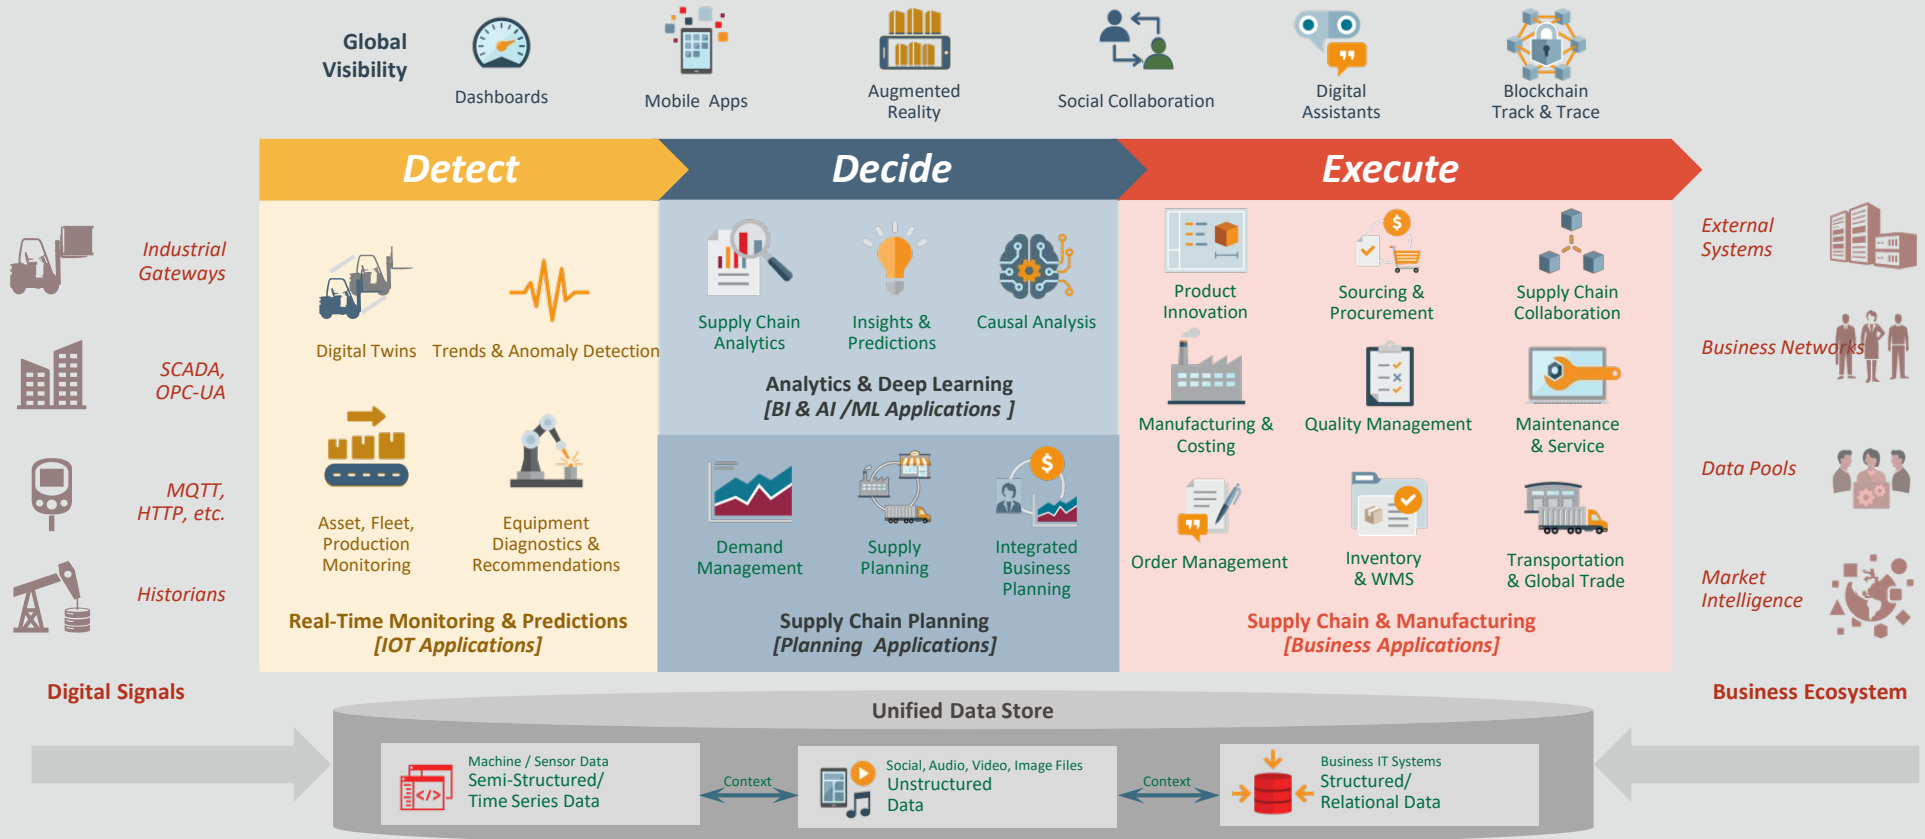 Global
Visibility
Dashboards
Mobile Apps
Augmented
Reality
Social Collaboration
Digital
Assistants
Blockchain
Track & Trace
Detect
Decide
Execute
Industrial
Gateways
SCADA,
OPC-UA
MQTT,
HTTP, etc.
Historians
Digital Signals
Digital Twins
Trends & Anomaly Detection
Asset, Fleet,
Production
Monitoring
Equipment
Diagnostics &
Recommendations
Real-Time Monitoring & Predictions
[IOT Applications]
Supply Chain
Analytics
Insights &
Predictions
Causal Analysis
Analytics & Deep Learning
[BI & AI /ML Applications ]
Demand
Management
Supply
Planning
Integrated
Business
Planning
Supply Chain Planning
[Planning Applications]
Product
Innovation
Sourcing &
Procurement
Supply Chain
Collaboration
Manufacturing &
Costing
Quality Management
Maintenance
& Service
Order Management
Inventory
& WMS
Transportation
& Global Trade
Supply Chain & Manufacturing
[Business Applications]
External
Systems
Business Networks
Data Pools
Market
Intelligence
Business Ecosystem
Unified Data Store
Machine / Sensor Data
Semi-Structured/
Time Series Data
Context
Social, Audio, Video, Image Files
Unstructured
Data
Context
Business IT Systems
Structured/
Relational Data